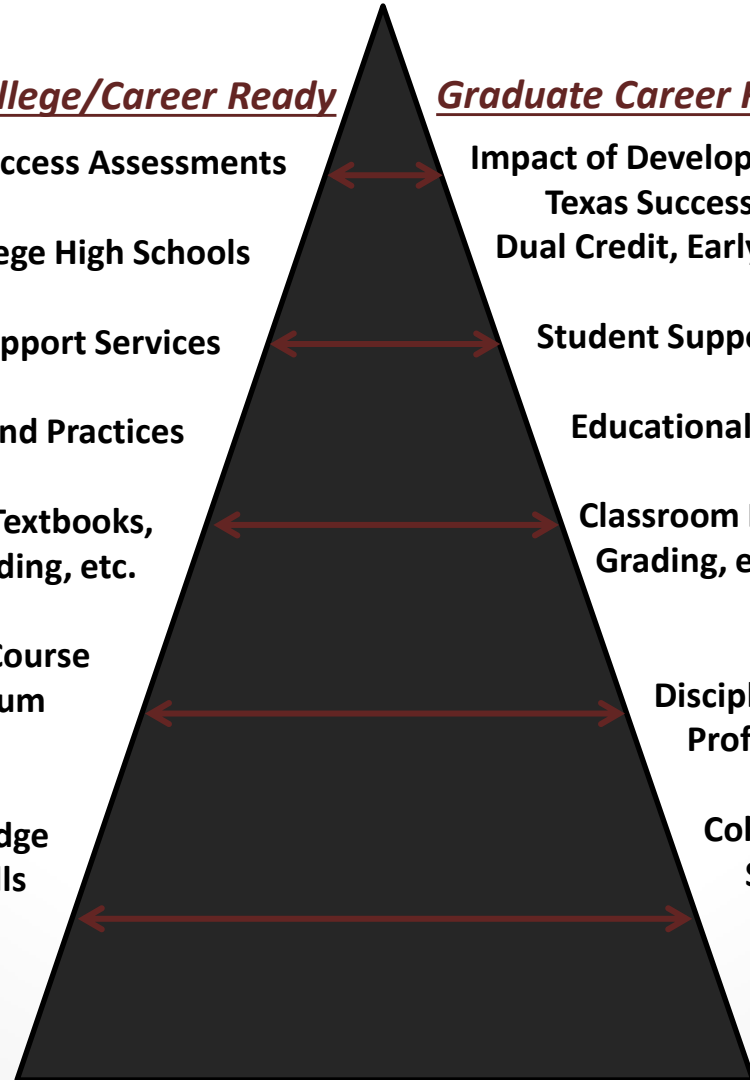 llege/Career Ready
ccess Assessments
ege High Schools
pport Services
nd Practices
Textbooks,
ding, etc.
Course
um
dge
lls
Graduate Career
Impact of Develop
Texas Success
Dual Credit, Early
Student Suppo
Educational
Classroom
Grading, e
Discipl
Prof
Col
S